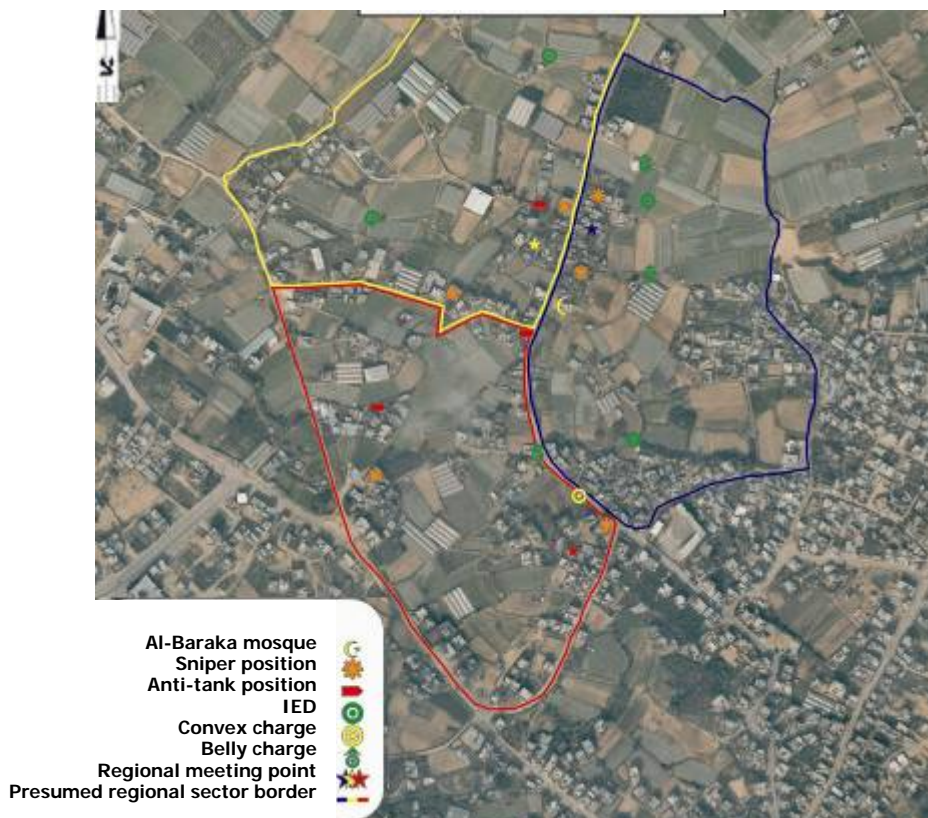 Al-Baraka mosque
Sniper position
Anti-tank position
IED
Convex charge
Belly charge
Regional meeting point
Presumed regional sector border